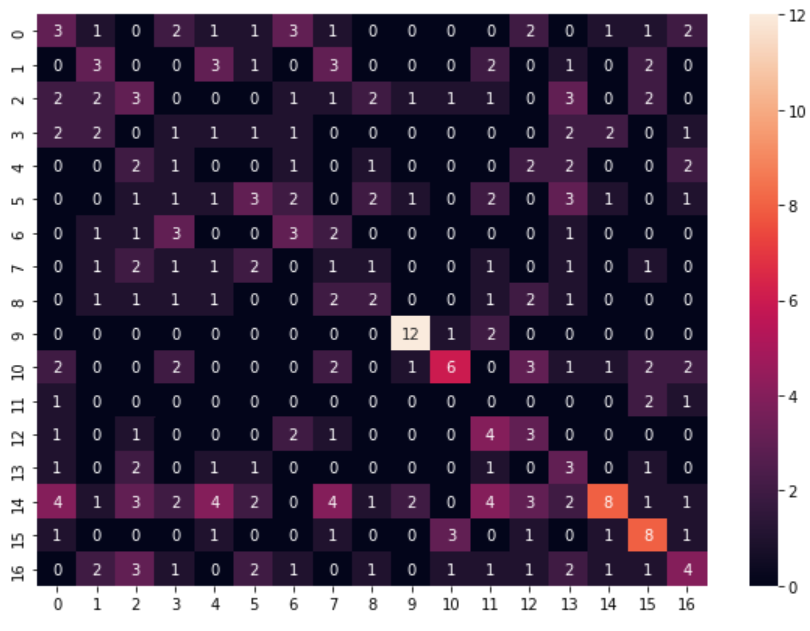 0 3 1 0 2 1 1 3 1 0 0 0 0 2 0 1 1 2
1 0 3 0 0 3 1 0 3 0 0 0 2 0 1 0 2 0
2 2 2 3 0 0 0 1 1 2 1 1 1 0 3 0 2 0
3 2 2 0 1 1 1 1 0 0 0 0 0 0 2 2 0 1
4 0 0 2 1 0 0 1 0 1 0 0 0 2 2 0 0 2
5 0 0 1 1 1 3 2 0 2 1 0 2 0 3 1 0 1
6 0 1 1 3 0 0 3 2 0 0 0 0 0 1 0 0 0
7 0 1 2 1 1 2 0 1 1 0 0 1 0 1 0 1 0
8 0 1 1 1 1 0 0 2 2 0 0 1 2 1 0 0 0
9 0 0 0 0 0 0 0 0 0 12 1 2 0 0 0 0 0
10 2 0 0 2 0 0 0 2 0 1 6 0 3 1 1 2 2
11 1 0 0 0 0 0 0 0 0 0 0 0 0 0 0 2 1
12 1 0 1 0 0 0 2 1 0 0 0 4 3 0 0 0 0
13 1 0 2 0 1 1 0 0 0 0 0 1 0 3 0 1 0
14 4 1 3 2 4 2 0 4 1 2 0 4 3 2 8 1 1
15 1 0 0 0 1 0 0 1 0 0 3 0 1 0 1 8 1
16 0 2 3 1 0 2 1 0 1 0 1 1 1 2 1 1 4
0 1 2 3 4 5 6 7 8 9 10 11 12 13 14 15 16
12
10
8
6
4
2
0